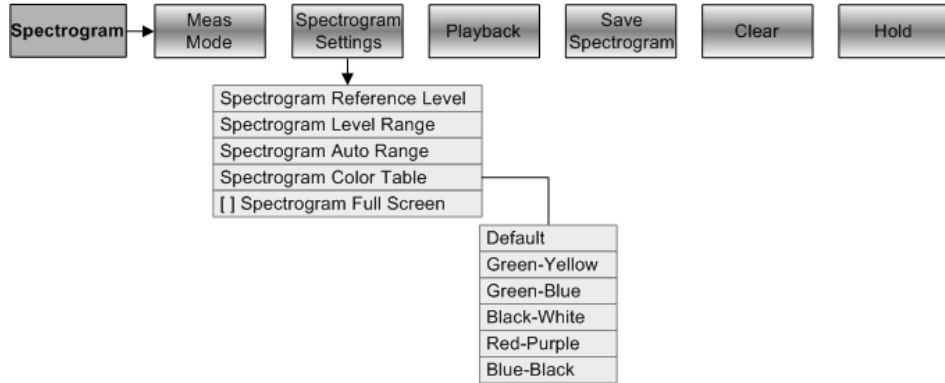 Spectrogram
Meas
Mode
Spectrogram
Settings
Playback
Save
Spectrogram
Clear
Hold
Spectrogram Reference Level
Spectrogram Level Range
Spectrogram Auto Range
Spectrogram Color Table
[ ] Spectrogram Full Screen
Default
Green-Yellow
Green-Blue
Black-White
Red-Purple
Blue-Black